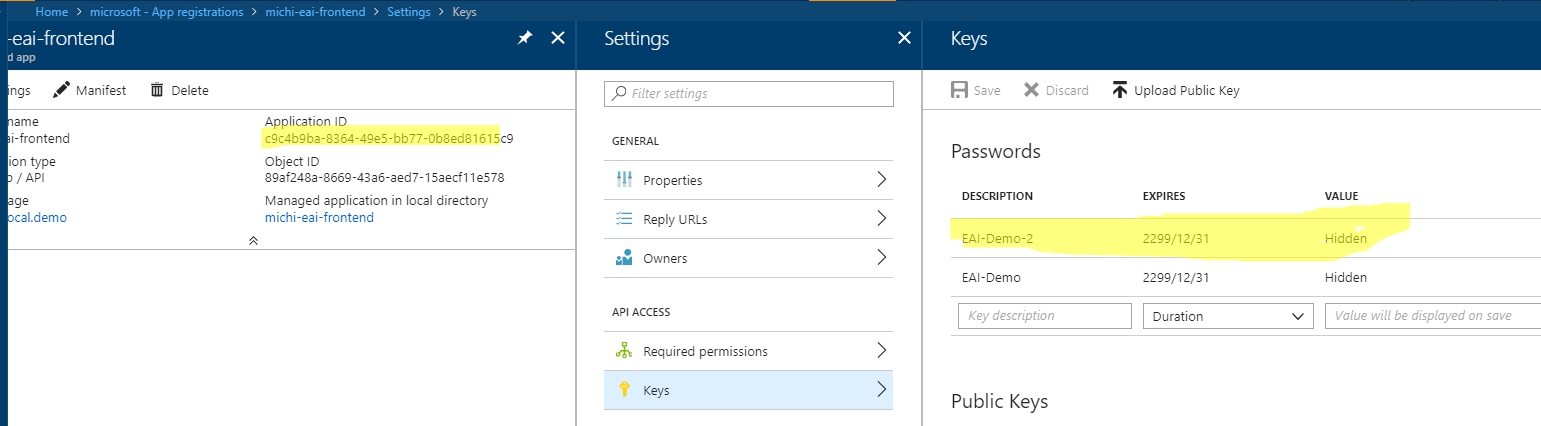 Home > microsoft - App registrations > michi-eai-frontend > Settings > Keys
-eai-frontend
d app
ngs Manifest Delete
name
ai-frontend
Application ID
c9c4b9ba-8364-49e5-bb77-0b8ed81615c9
ion type
o / API
Object ID
89af248a-8669-43a6-aed7-15aecf11e578
age
ocal.demo
Managed application in local directory
michi-eai-frontend
Settings
Filter settings
GENERAL
Properties
Reply URLs
Owners
API ACCESS
Required permissions
Keys
Keys
Save Discard Upload Public Key
Passwords
DESCRIPTION EXPIRES VALUE
EAI-Demo-2 2299/12/31 Hidden
EAI-Demo 2299/12/31 Hidden
Key description Duration Value will be displayed on save
Public Keys